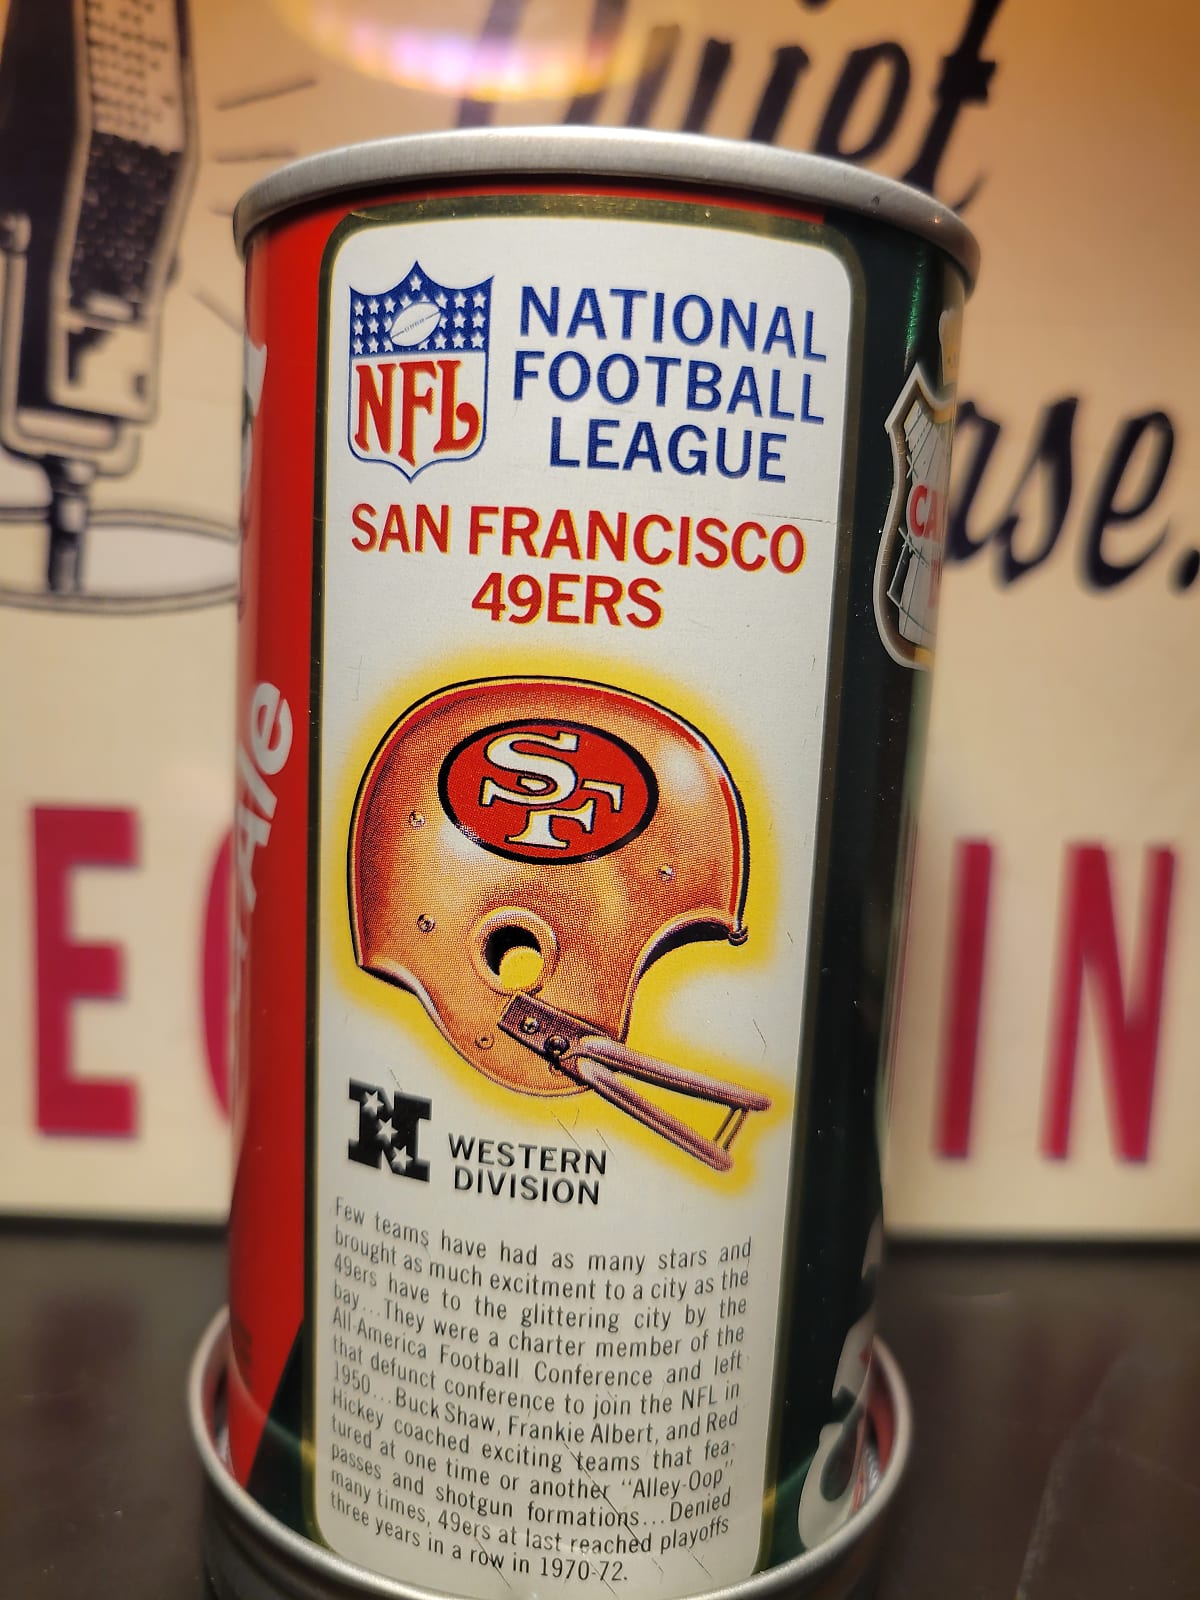 Quiet
NFL
NATIONAL
FOOTBALL
LEAGUE
SAN FRANCISCO
49ERS
SF
Ale
CA
ase.
E
IN
N
WESTERN
DIVISION
Few teams have had as many stars and
brought as much excitment to a city as the
49ers have to the glittering city by the
bay...They were a charter member of the
All-America Football Conference and left
that defunct conference to join the NFL in
1950...Buck Shaw, Frankie Albert, and Red
Hickey coached exciting teams that fea-
tured at one time or another "Alley-Oop"
passes and shotgun formations...Denied
many times, 49ers at last reached playoffs
three years in a row in 1970-72.